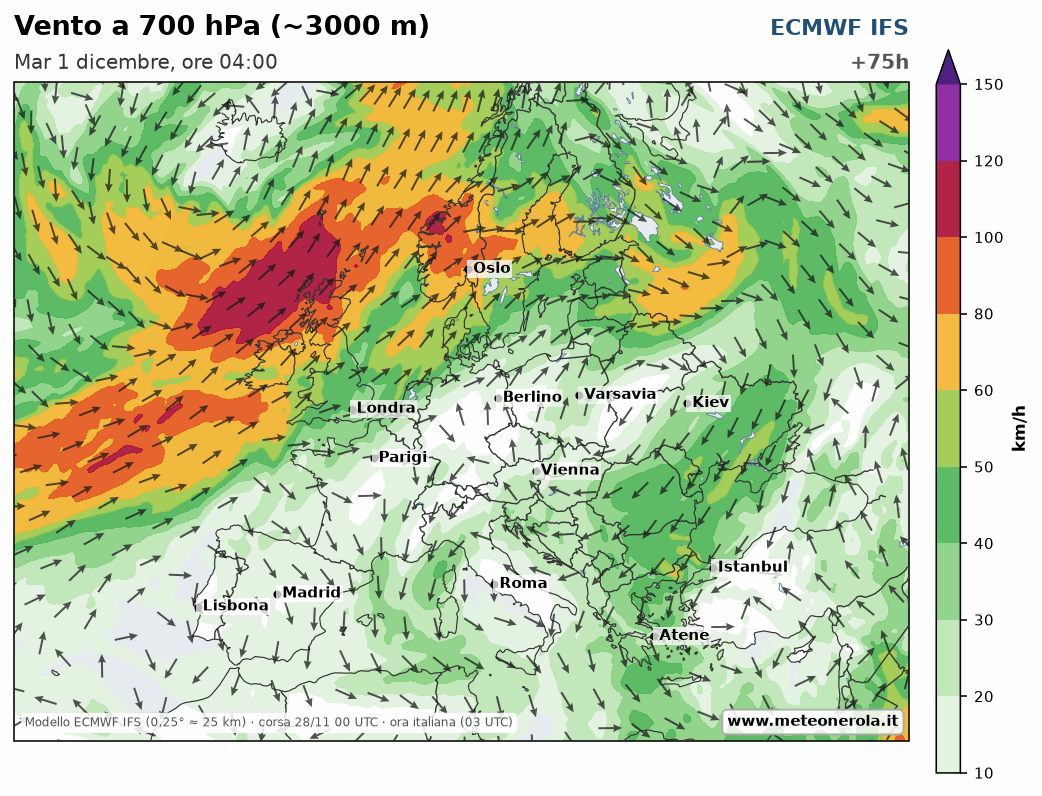 Vento a 700 hPa (~3000 m)
ECMWF IFS
Mar 1 dicembre, ore 04:00
+75h
150
120
100
80
60
50
40
30
20
10
km/h
Oslo
Londra
Berlino
Varsavia
Kiev
Parigi
Vienna
Istanbul
Roma
Madrid
Lisbona
Atene
Modello ECMWF IFS (0,25° ≈ 25 km) · corsa 28/11 00 UTC · ora italiana (03 UTC)
www.meteonerola.it